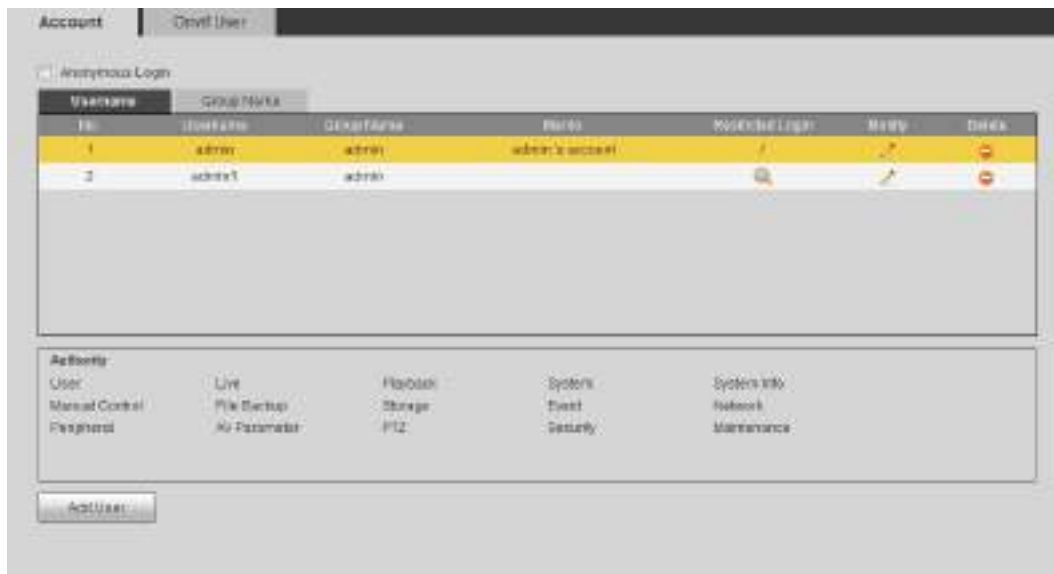 Account Onvif User
Anonymous Login
Username Group Name
No. Username Group Name Memo Restricted Login Modify Delete
1 admin admin admin 's account /
2 admin1 admin
Authority
User Live Playback System System Info
Manual Control File Backup Storage Event Network
Peripheral AV Parameter PTZ Security Maintenance
Add User